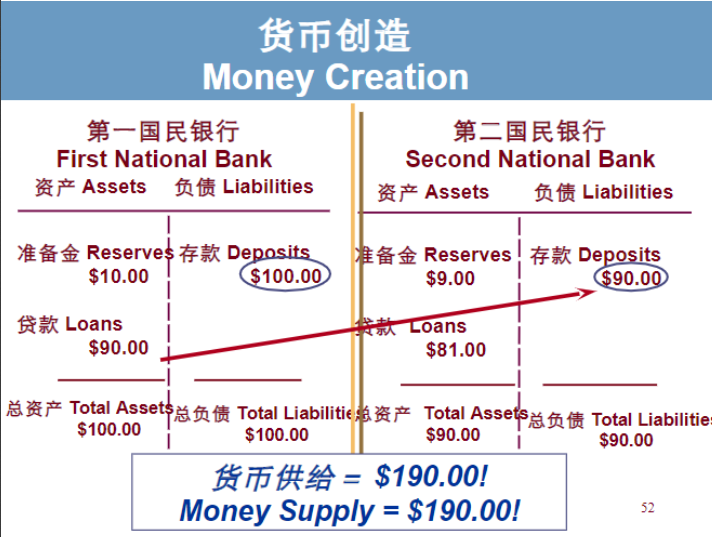 货币创造
Money Creation
第一国民银行
First National Bank
资产 Assets 负债 Liabilities
准备金 Reserves 存款 Deposits
$10.00 $100.00
贷款 Loans
$90.00
总资产 Total Assets 总负债 Total Liabilities
$100.00 $100.00
第二国民银行
Second National Bank
资产 Assets 负债 Liabilities
准备金 Reserves 存款 Deposits
$9.00 $90.00
贷款 Loans
$81.00
总资产 Total Assets 总负债 Total Liabilities
$90.00 $90.00
货币供给 = $190.00!
Money Supply = $190.00!
52